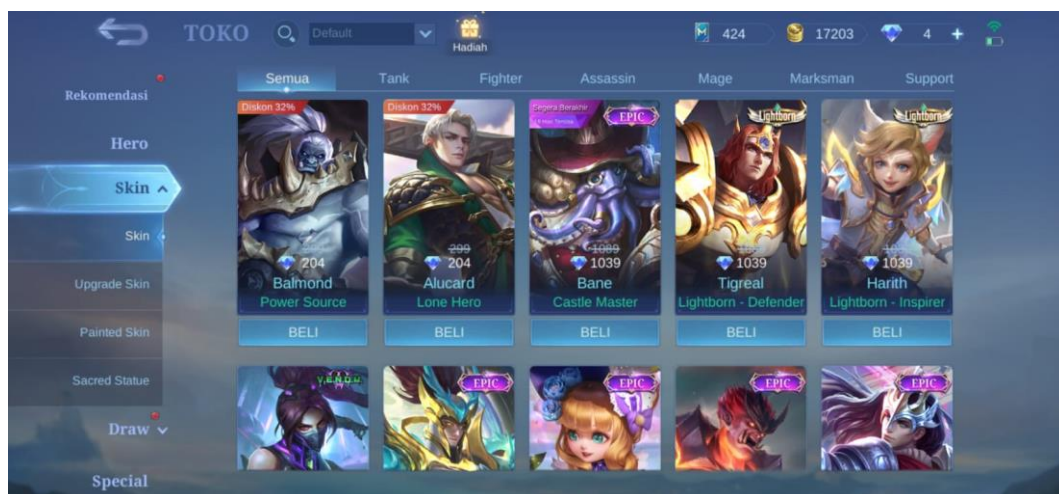 TOKO
Default
Hadiah
424
17203
4
+
Rekomendasi
Hero
Skin
Skin
Upgrade Skin
Painted Skin
Sacred Statue
Draw
Special
Semua
Tank
Fighter
Assassin
Mage
Marksman
Support
Diskon 32%
204
Balmond
Power Source
BELI
Diskon 32%
299
204
Alucard
Lone Hero
BELI
Segera Berakhir
EPIC
1089
1039
Bane
Castle Master
BELI
Lightborn
1039
Tigreal
Lightborn - Defender
BELI
Lightborn
1039
Harith
Lightborn - Inspirer
BELI
V.E.N.O.M.
EPIC
EPIC
EPIC
EPIC